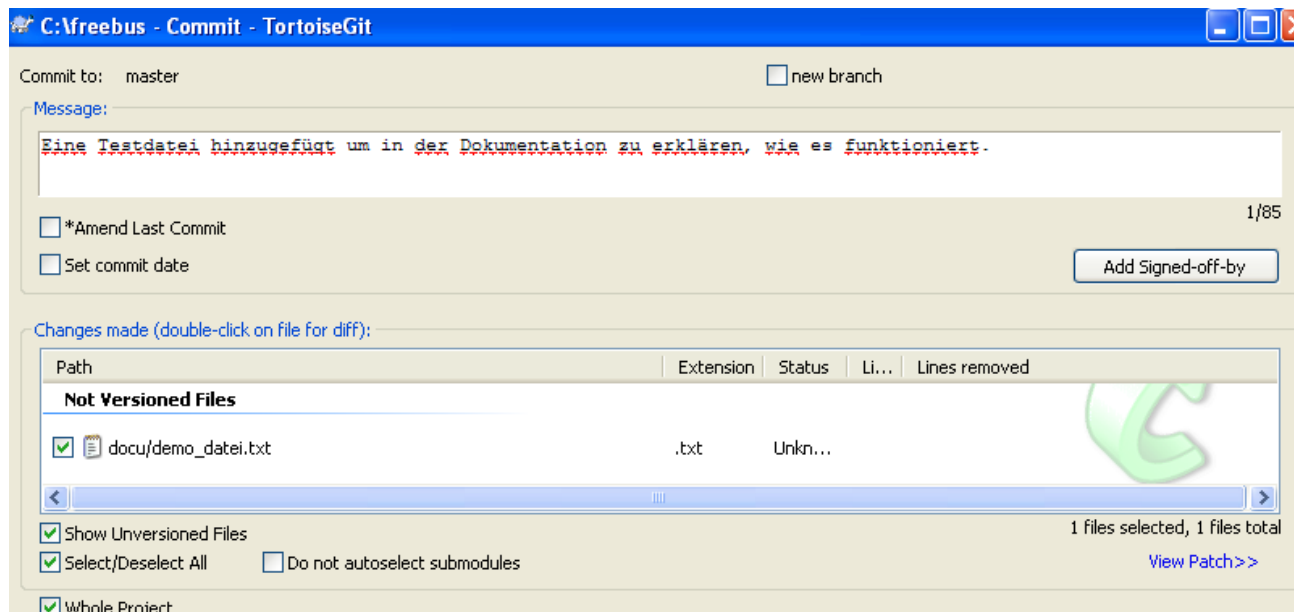 C:\freebus - Commit - TortoiseGit
Commit to: master new branch
Message:
Eine Testdatei hinzugefügt um in der Dokumentation zu erklären, wie es funktioniert.
1/85
*Amend Last Commit
Set commit date Add Signed-off-by
Changes made (double-click on file for diff):
Path Extension Status Li... Lines removed
Not Versioned Files
docu/demo_datei.txt .txt Unkn...
Show Unversioned Files 1 files selected, 1 files total
Select/Deselect All Do not autoselect submodules View Patch>>
Whole Project